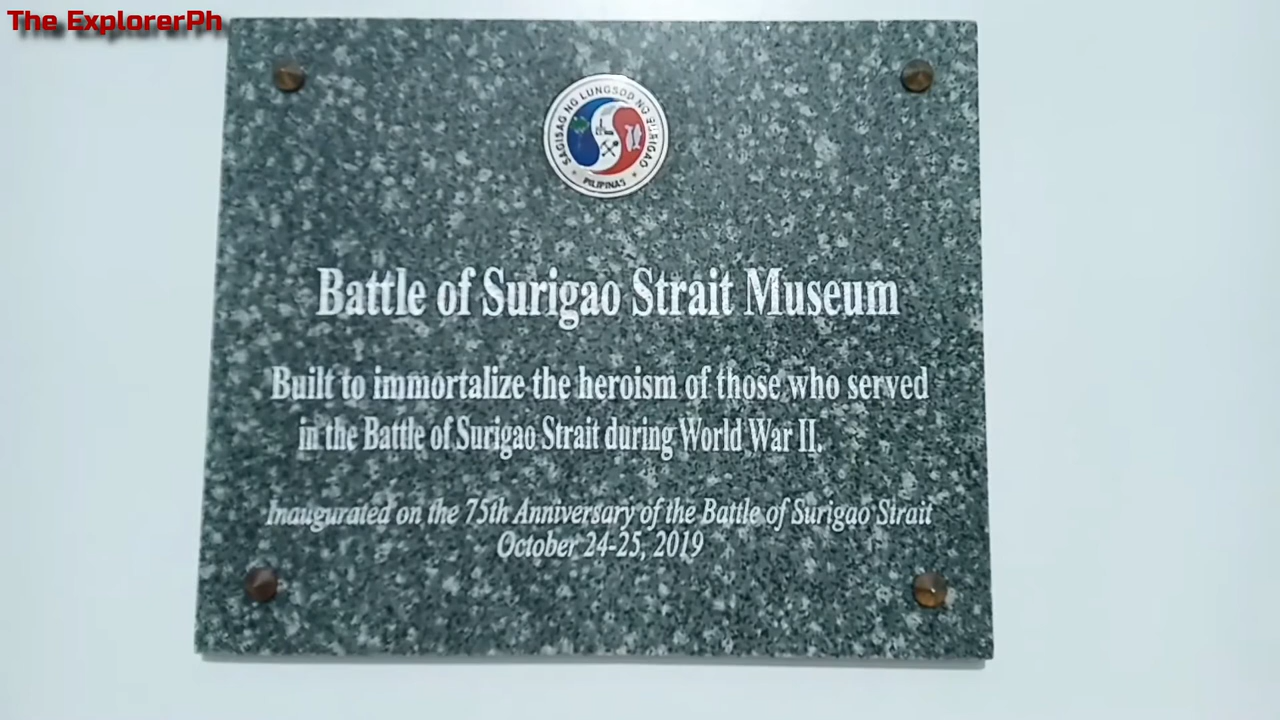 The ExplorerPh
SAGISAG NG LUNGSOD NG SURIGAO
PILIPINAS
Battle of Surigao Strait Museum
Built to immortalize the heroism of those who served
in the Battle of Surigao Strait during World War II.
Inaugurated on the 75th Anniversary of the Battle of Surigao Strait
October 24-25, 2019